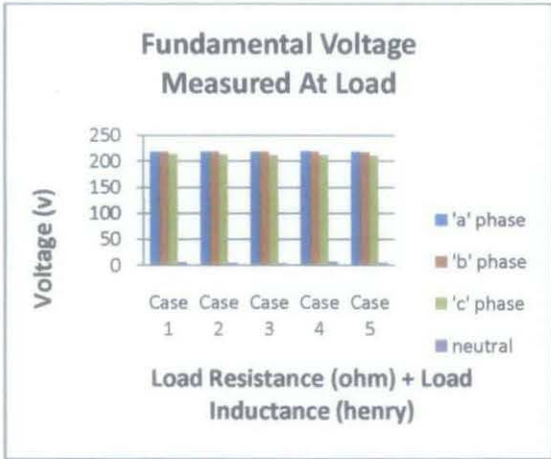 Fundamental Voltage
Measured At Load
Voltage (v)
250
200
150
100
50
0
Case Case Case Case Case
1 2 3 4 5
'a' phase
'b' phase
'c' phase
neutral
Load Resistance (ohm) + Load
Inductance (henry)